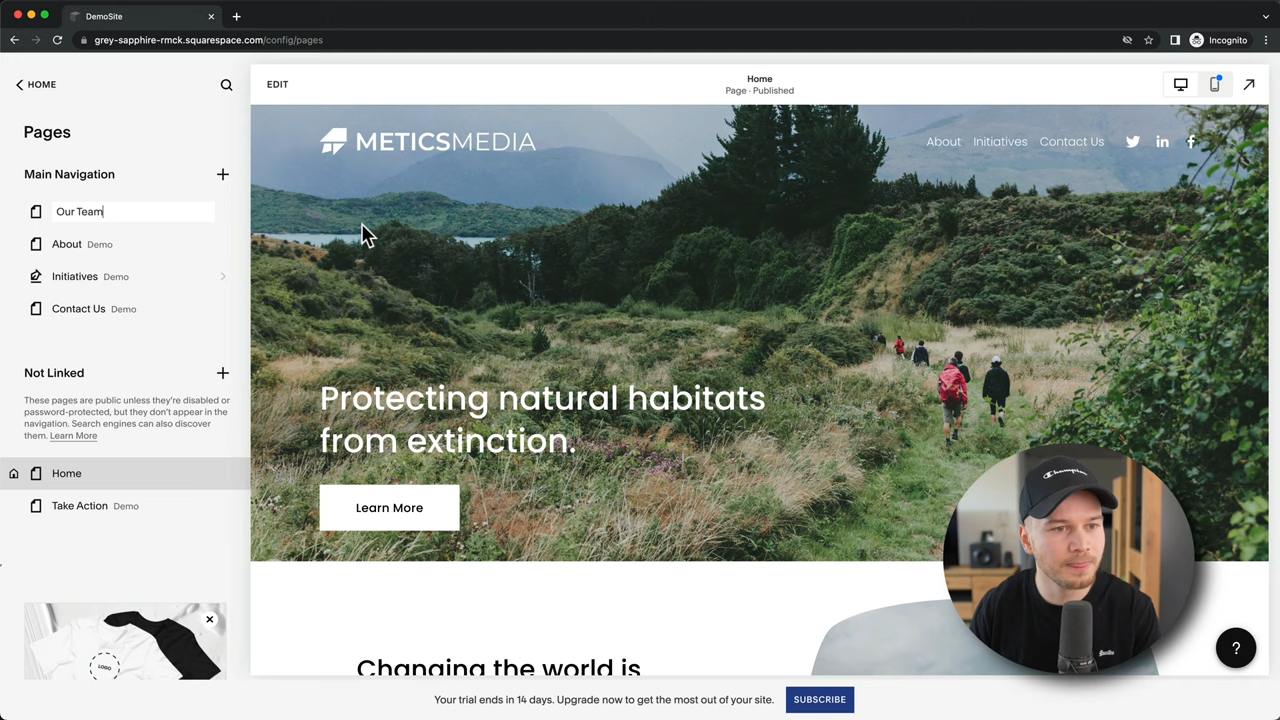 DemoSite
grey-sapphire-rmck.squarespace.com/config/pages
Incognito
HOME
EDIT
Home
Page · Published
Pages
Main Navigation
Our Team
About Demo
Initiatives Demo
Contact Us Demo
Not Linked
These pages are public unless they're disabled or
password-protected, but they don't appear in the
navigation. Search engines can also discover
them. Learn More
Home
Take Action Demo
LOGO
METICSMEDIA
About Initiatives Contact Us
Protecting natural habitats
from extinction.
Learn More
Champion
Changing the world is
?
Your trial ends in 14 days. Upgrade now to get the most out of your site.
SUBSCRIBE